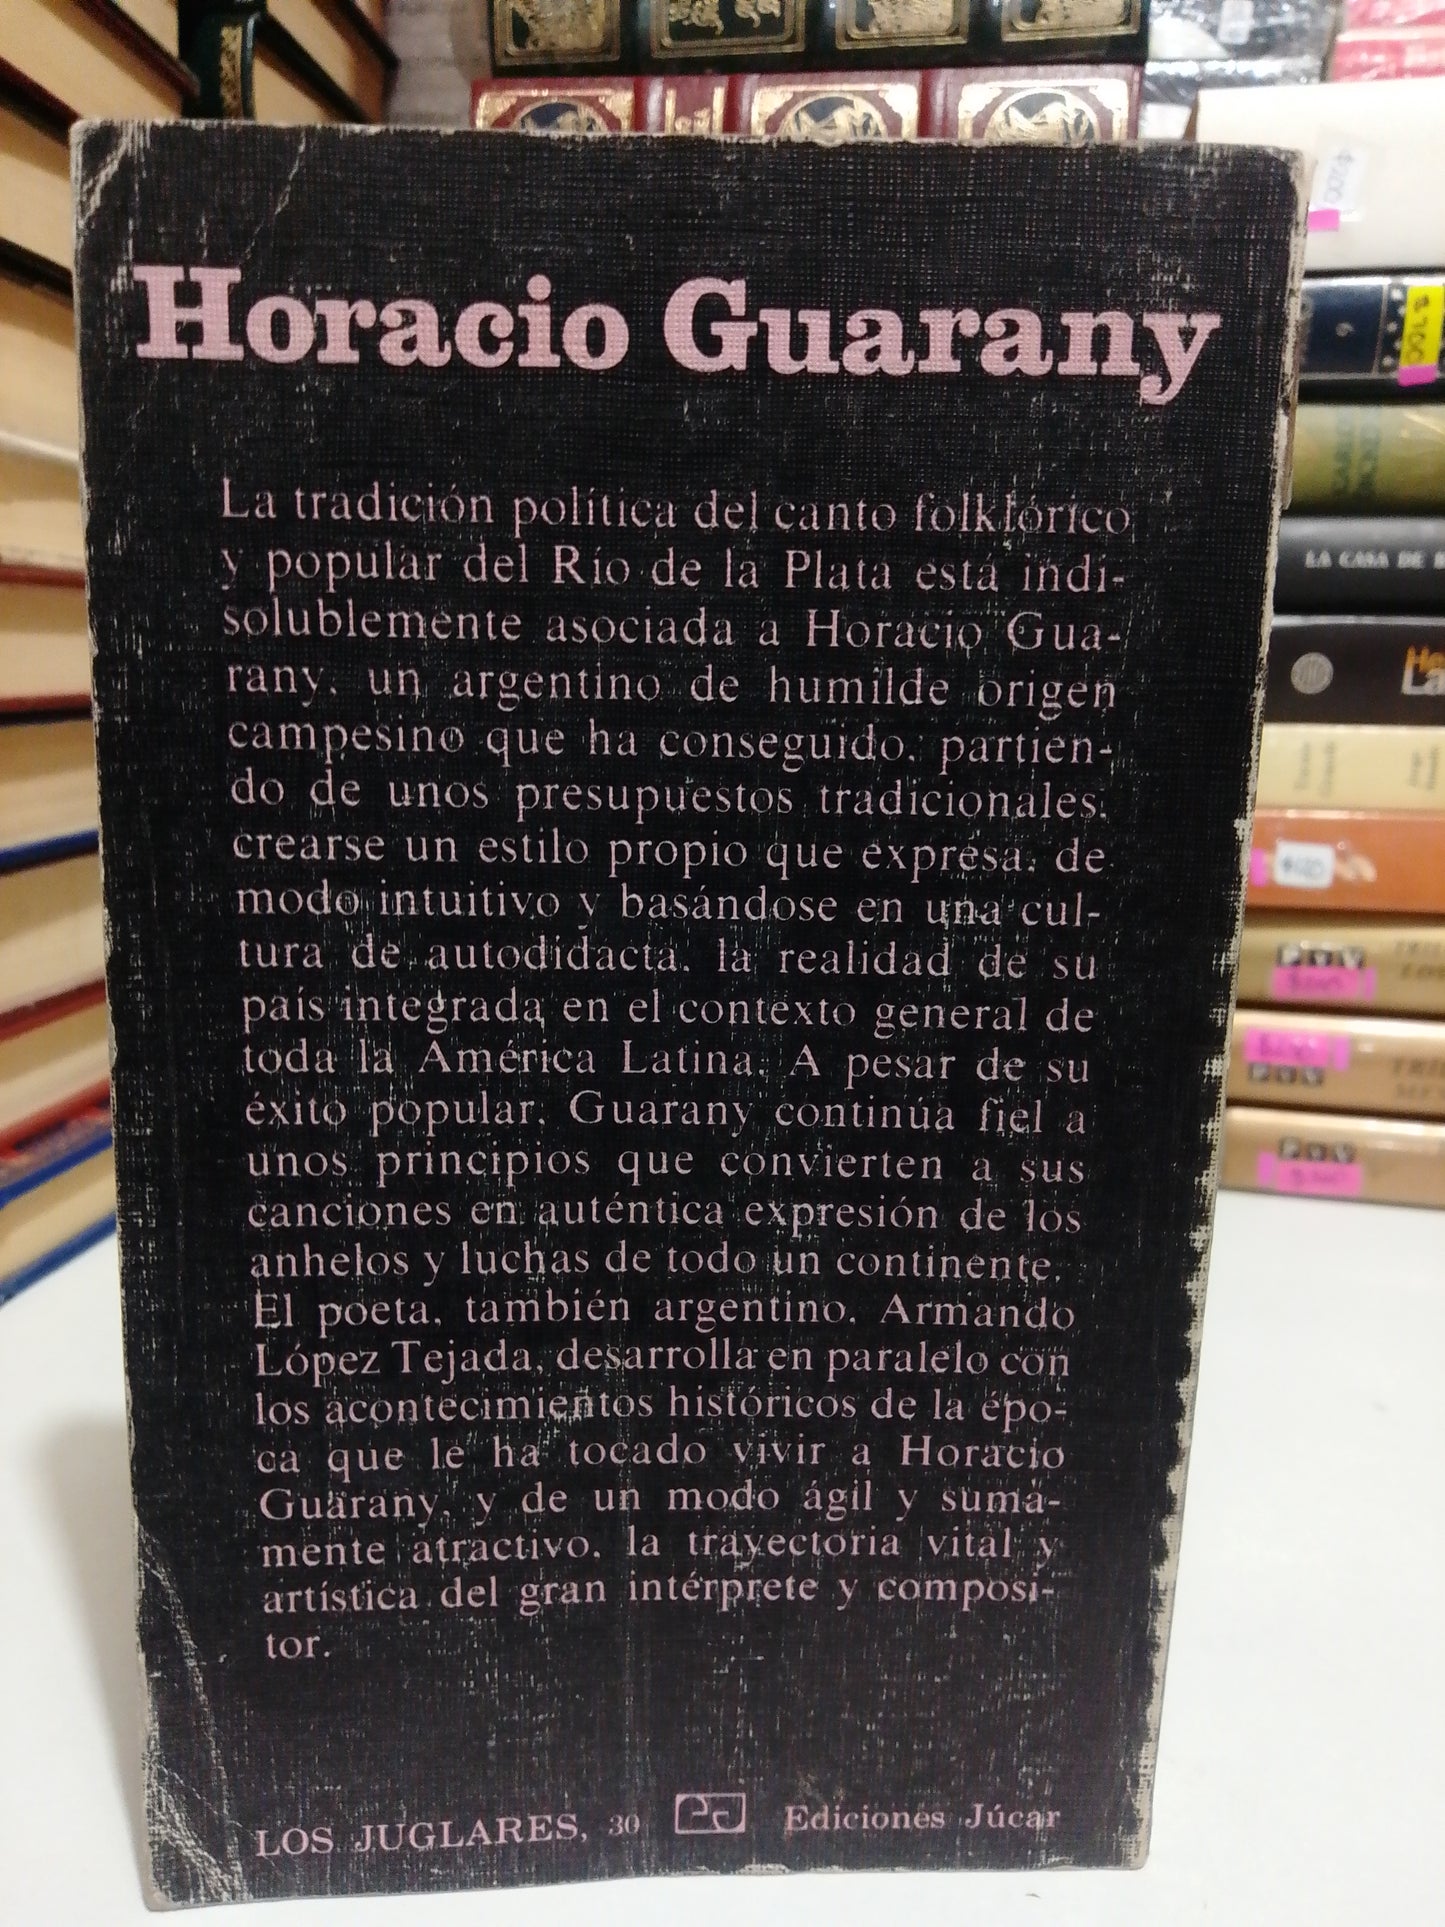 Horacio Guarany
La tradición política del canto folklórico
y popular del Río de la Plata está indi-
solublemente asociada a Horacio Gua-
rany, un argentino de humilde origen
campesino que ha conseguido, partien-
do de unos presupuestos tradicionales,
crearse un estilo propio que expresa, de
modo intuitivo y basándose en una cul-
tura de autodidacta, la realidad de su
país integrada en el contexto general de
toda la América Latina. A pesar de su
éxito popular, Guarany continúa fiel a
unos principios que convierten a sus
canciones en auténtica expresión de los
anhelos y luchas de todo un continente.
El poeta, también argentino, Armando
López Tejada, desarrolla en paralelo con
los acontecimientos históricos de la épo-
ca que le ha tocado vivir a Horacio
Guarany, y de un modo ágil y suma-
mente atractivo, la trayectoria vital y
artística del gran intérprete y composi-
tor.
LOS JUGLARES, 30 Ediciones Júcar
$200
9
$100
LA CASA DE